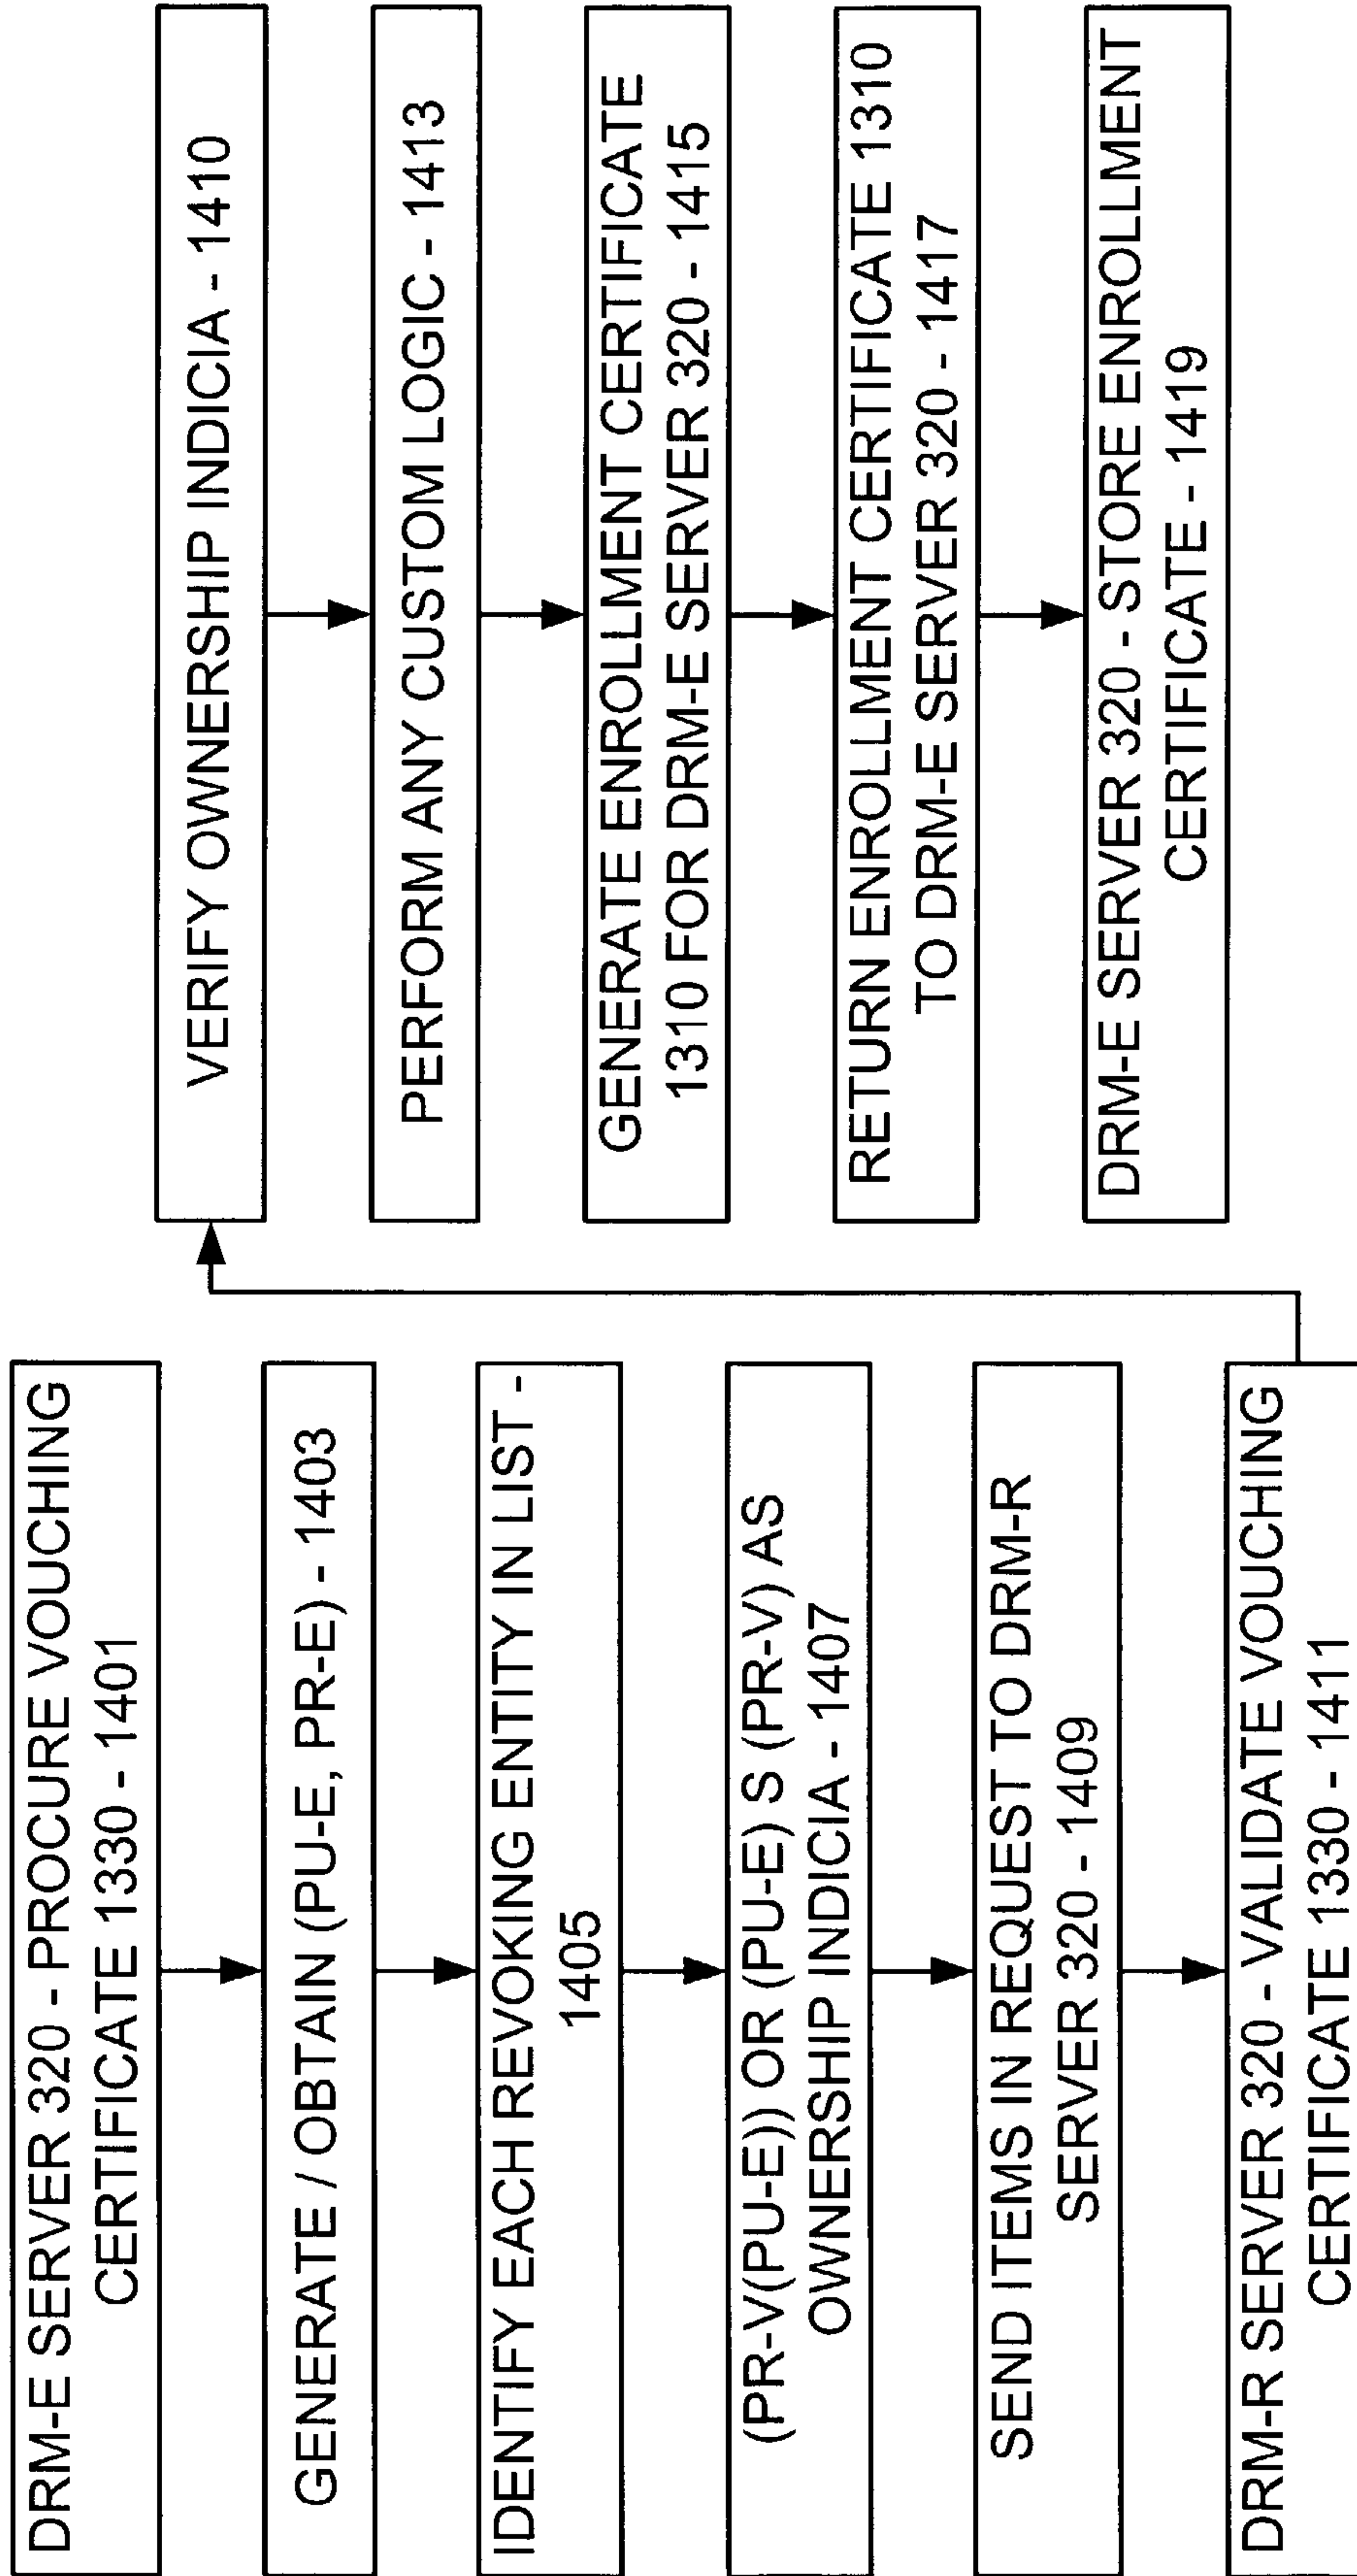 DRM-E SERVER 320 - PROCURE VOUCHING
CERTIFICATE 1330 - 1401
GENERATE / OBTAIN (PU-E, PR-E) - 1403
IDENTIFY EACH REVOKING ENTITY IN LIST -
1405
(PR-V(PU-E)) OR (PU-E) S (PR-V) AS
OWNERSHIP INDICIA - 1407
SEND ITEMS IN REQUEST TO DRM-R
SERVER 320 - 1409
DRM-R SERVER 320 - VALIDATE VOUCHING
CERTIFICATE 1330 - 1411
VERIFY OWNERSHIP INDICIA - 1410
PERFORM ANY CUSTOM LOGIC - 1413
GENERATE ENROLLMENT CERTIFICATE
1310 FOR DRM-E SERVER 320 - 1415
RETURN ENROLLMENT CERTIFICATE 1310
TO DRM-E SERVER 320 - 1417
DRM-E SERVER 320 - STORE ENROLLMENT
CERTIFICATE - 1419